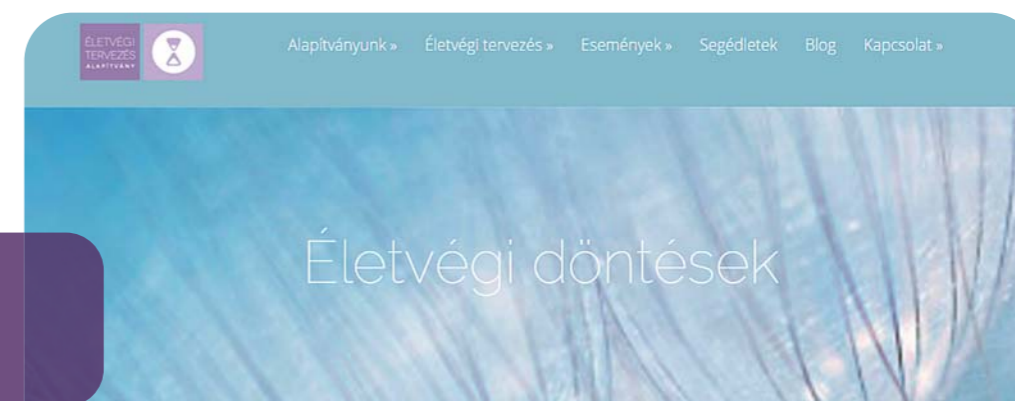 ÉLETVÉGI
TERVEZÉS
ALAPÍTVÁNY
Alapítványunk » Életvégi tervezés » Események » Segédletek Blog Kapcsolat »
Életvégi döntések